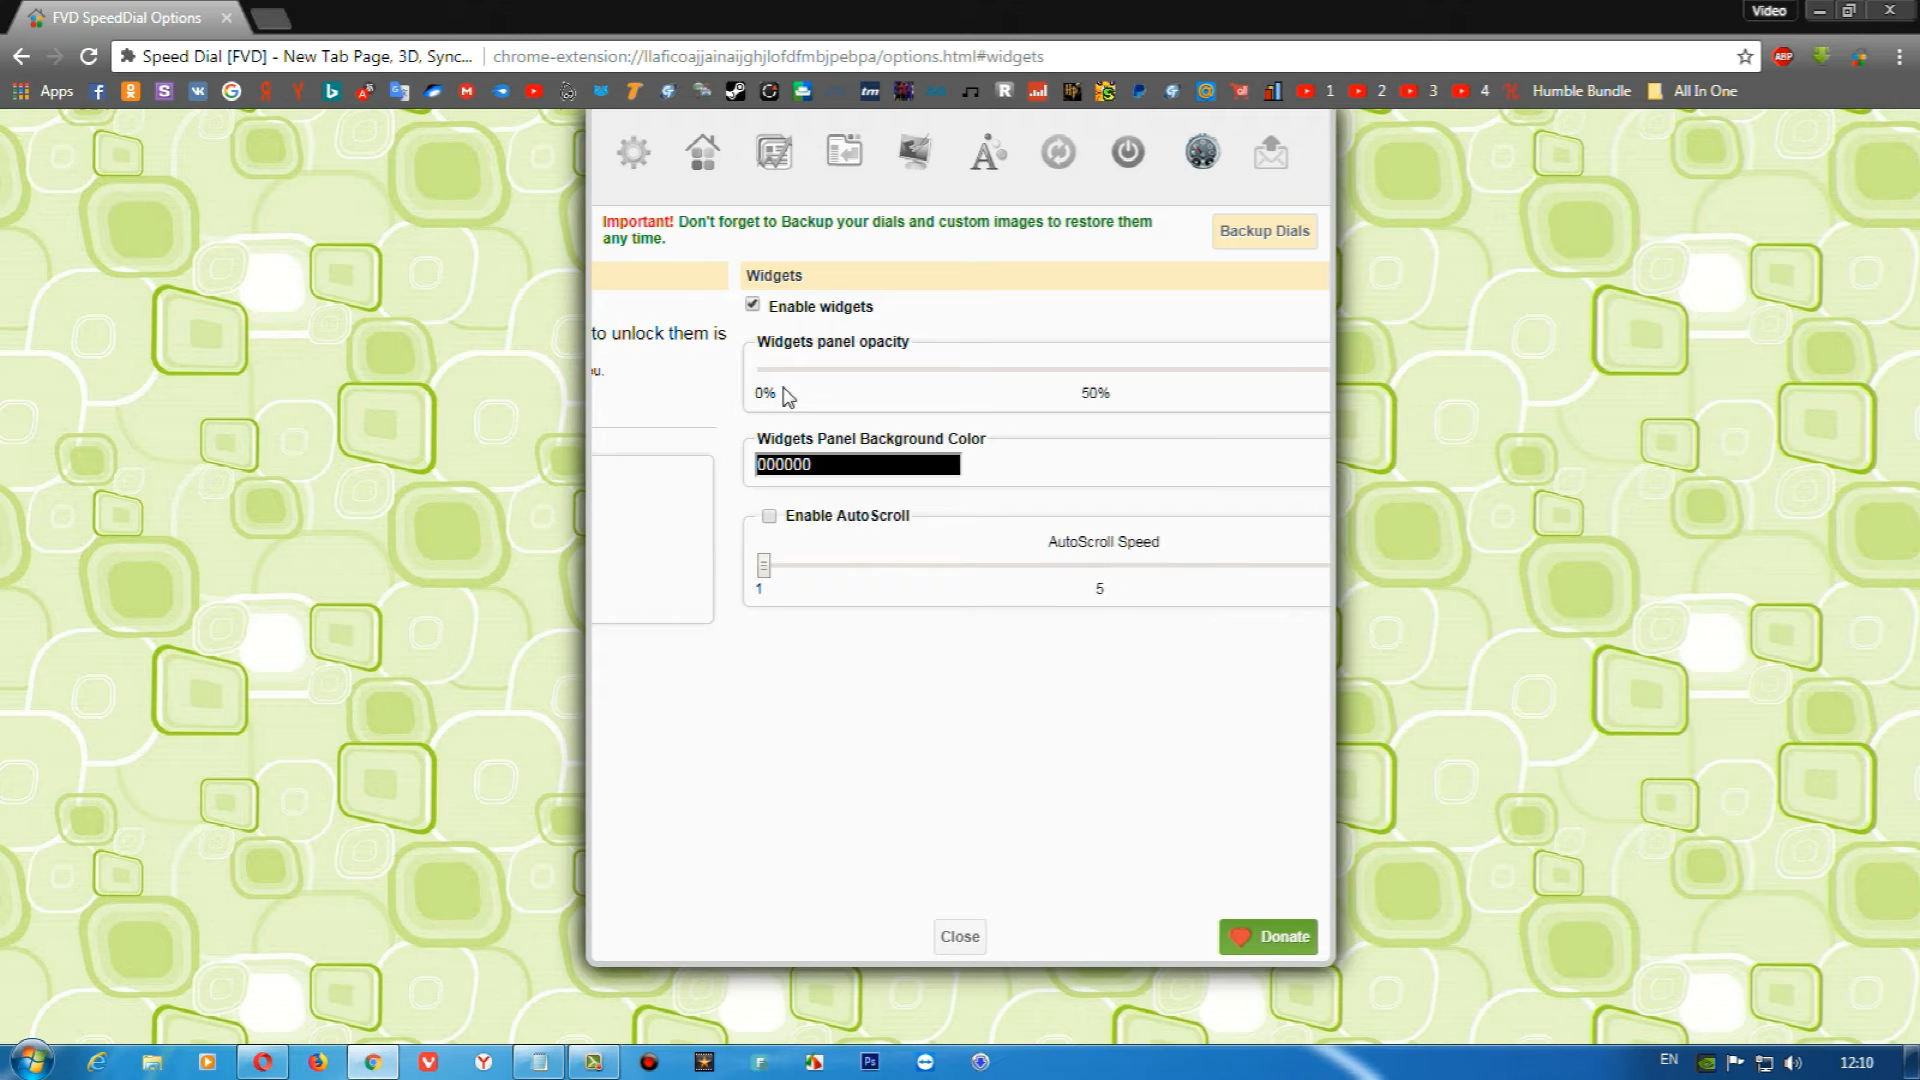 FVD SpeedDial Options
Video
Speed Dial [FVD] - New Tab Page, 3D, Sync... chrome-extension://llaficoajjainaijghjlofdfmbjpebpa/options.html#widgets
ABP
Apps
tm
1
2
3
4
Humble Bundle
All In One
Important! Don't forget to Backup your dials and custom images to restore them
any time.
Backup Dials
Widgets
Enable widgets
to unlock them is
Widgets panel opacity
0%
50%
Widgets Panel Background Color
000000
Enable AutoScroll
AutoScroll Speed
1
5
Close
Donate
Ps
EN
12:10